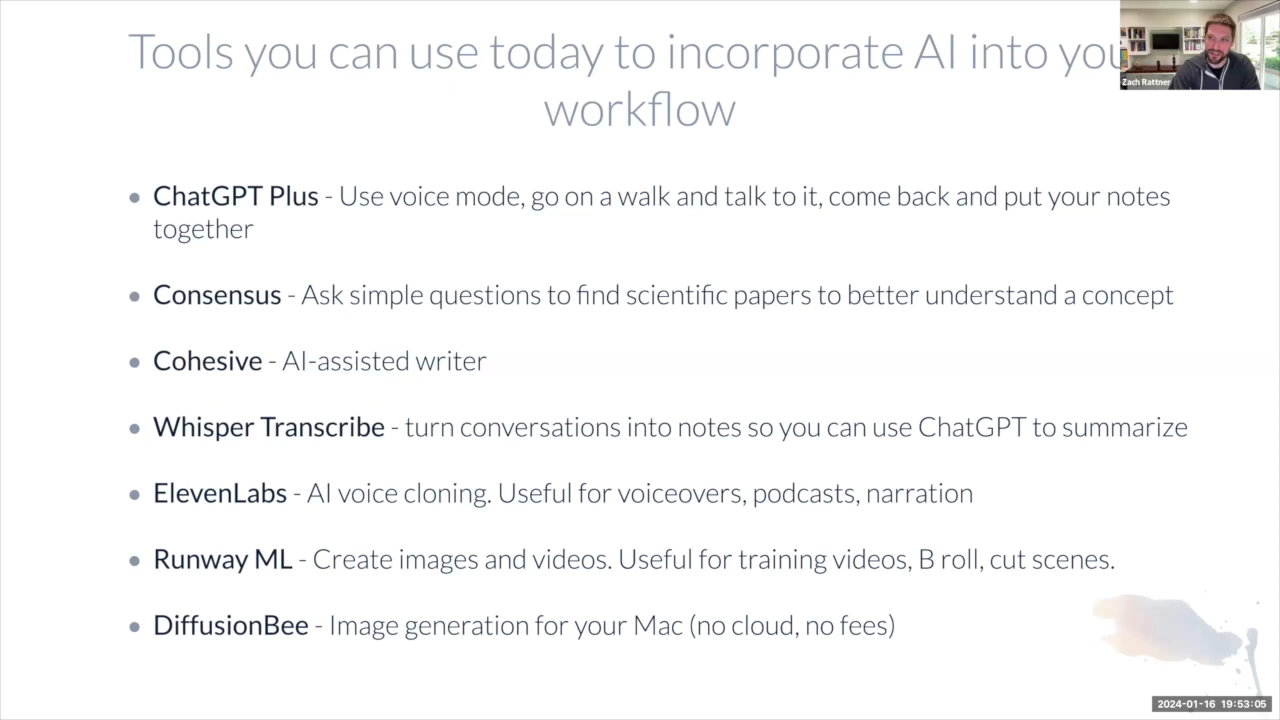 Tools you can use today to incorporate AI into you
workflow
Zach Rattner
• ChatGPT Plus - Use voice mode, go on a walk and talk to it, come back and put your notes
together
• Consensus - Ask simple questions to find scientific papers to better understand a concept
• Cohesive - AI-assisted writer
• Whisper Transcribe - turn conversations into notes so you can use ChatGPT to summarize
• ElevenLabs - AI voice cloning. Useful for voiceovers, podcasts, narration
• Runway ML - Create images and videos. Useful for training videos, B roll, cut scenes.
• DiffusionBee - Image generation for your Mac (no cloud, no fees)
2024-01-16 19:53:05